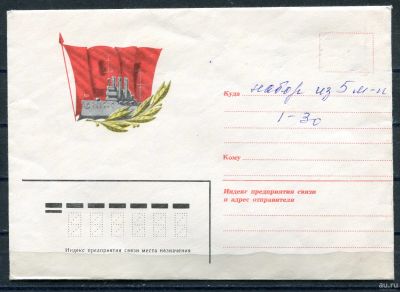 Куда набор из 5 м-л
1-30
Кому
Индекс предприятия связи
и адрес отправителя
Индекс предприятия связи места назначения
au.ru